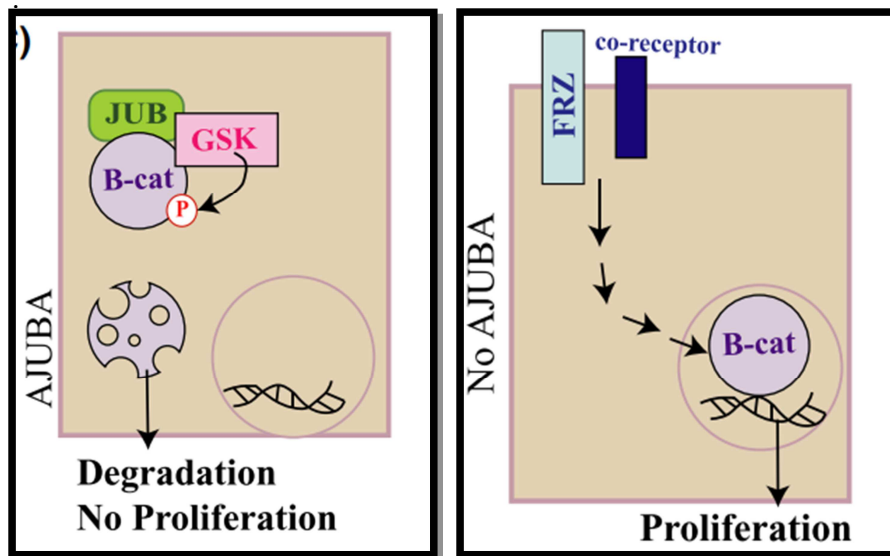 c)
JUB
GSK
B-cat
P
AJUBA
Degradation
No Proliferation
co-receptor
FRZ
No AJUBA
B-cat
Proliferation